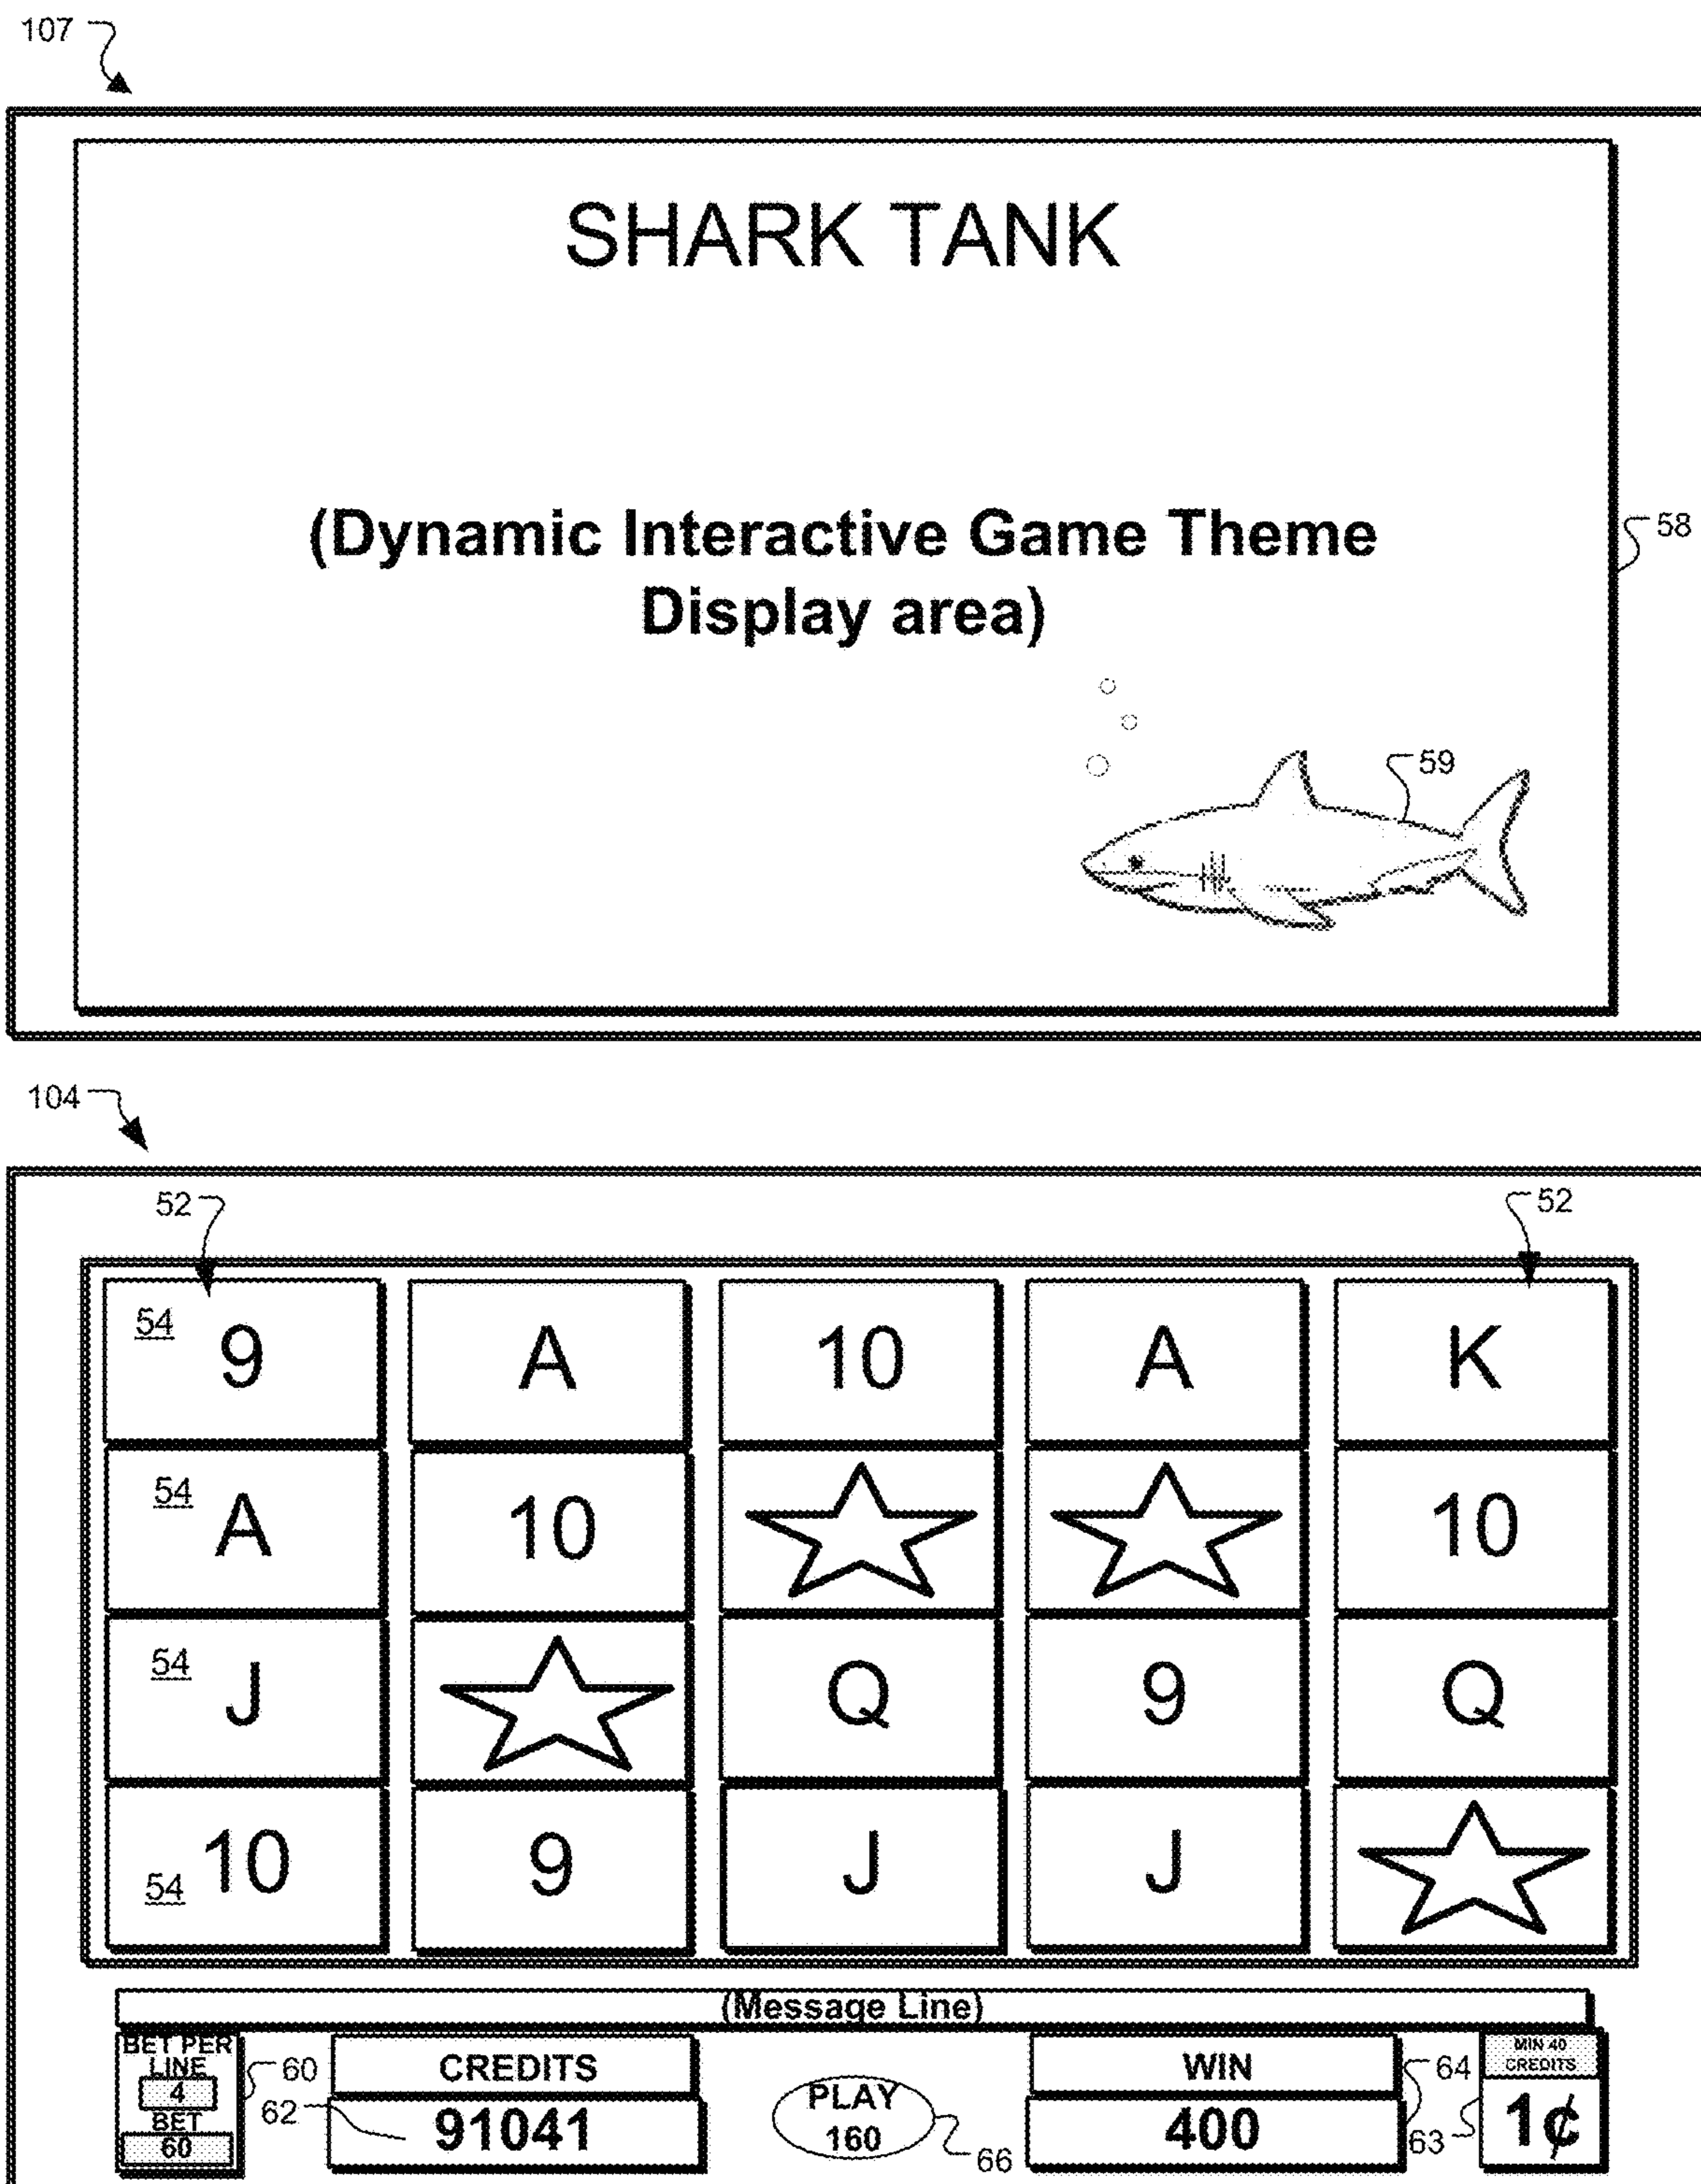 107
SHARK TANK
(Dynamic Interactive Game Theme
Display area)
58
59
104
52 52
54 9 A 10 A K
54 A 10 10
54 J Q 9 Q
54 10 9 J J
(Message Line)
BET PER
LINE
4
BET
60
60
CREDITS
62
91041
PLAY
160
66
WIN
400
64
63
MIN 40
CREDITS
1¢